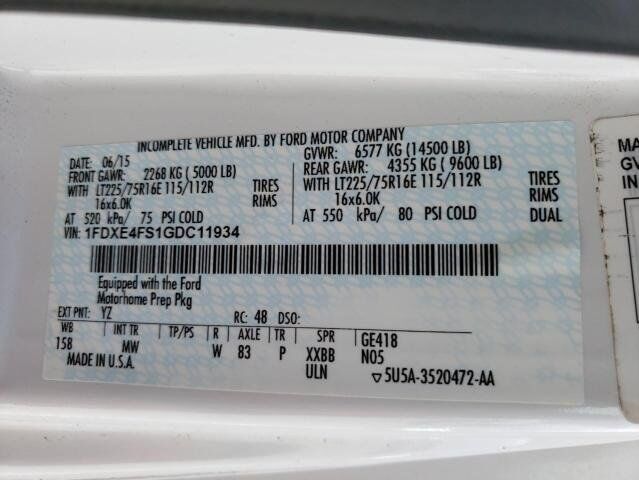 INCOMPLETE VEHICLE MFD. BY FORD MOTOR COMPANY
DATE: 06/15 GVWR: 6577 KG (14500 LB)
FRONT GAWR: 2268 KG (5000 LB) REAR GAWR: 4355 KG (9600 LB)
WITH LT225/75R16E 115/112R TIRES WITH LT225/75R16E 115/112R TIRES
16x6.0K RIMS 16x6.0K RIMS
AT 520 kPa/ 75 PSI COLD AT 550 kPa/ 80 PSI COLD DUAL
VIN: 1FDXE4FS1GDC11934
Equipped with the Ford
Motorhome Prep Pkg
EXT PNT: YZ RC: 48 DSO:
WB INT TR TP/PS R AXLE TR SPR GE418
158 MW W 83 P XXBB N05
MADE IN U.S.A. ULN ▽5U5A-3520472-AA
MA
GV